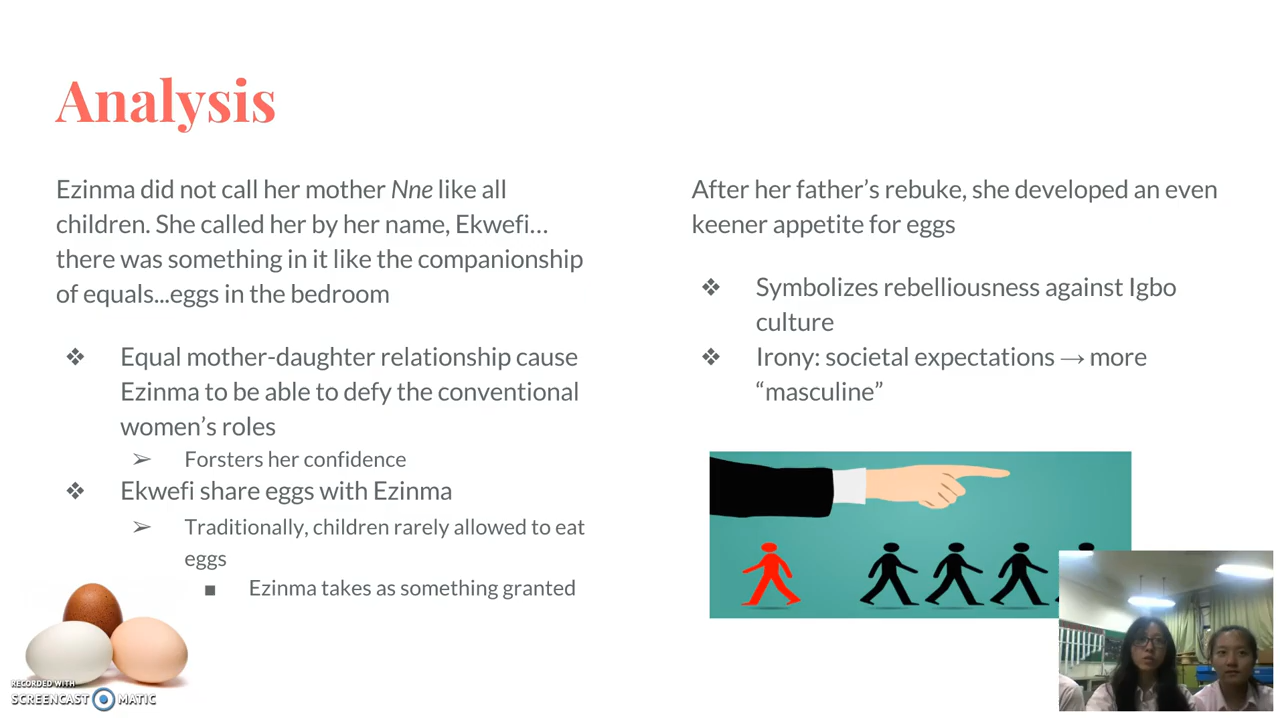 Analysis
Ezinma did not call her mother Nne like all
children. She called her by her name, Ekwefi...
there was something in it like the companionship
of equals...eggs in the bedroom
❖ Equal mother-daughter relationship cause
Ezinma to be able to defy the conventional
women’s roles
➢ Forsters her confidence
❖ Ekwefi share eggs with Ezinma
➢ Traditionally, children rarely allowed to eat
eggs
■ Ezinma takes as something granted
After her father’s rebuke, she developed an even
keener appetite for eggs
❖ Symbolizes rebelliousness against Igbo
culture
❖ Irony: societal expectations → more
“masculine”
RECORDED WITH
SCREENCAST MATIC